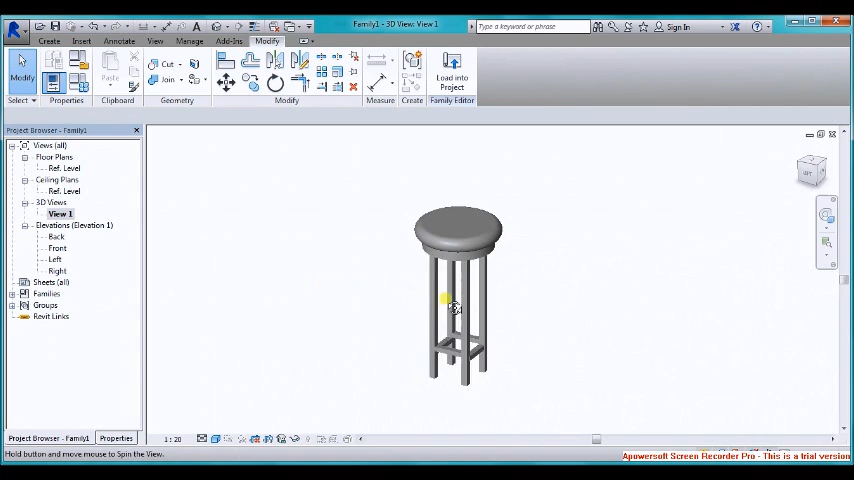 Family1 - 3D View: View 1
Type a keyword or phrase
Sign In
Create Insert Annotate View Manage Add-Ins Modify
Modify
Paste
Cut
Join
Load into
Project
Select Properties Clipboard Geometry Modify Measure Create Family Editor
Project Browser - Family1
Views (all)
Floor Plans
Ref. Level
Ceiling Plans
Ref. Level
3D Views
View 1
Elevations (Elevation 1)
Back
Front
Left
Right
Sheets (all)
Families
Groups
Revit Links
LEFT
Project Browser - Family1 Properties
1 : 20
Hold button and move mouse to Spin the View.
Apowersoft Screen Recorder Pro - This is a trial version